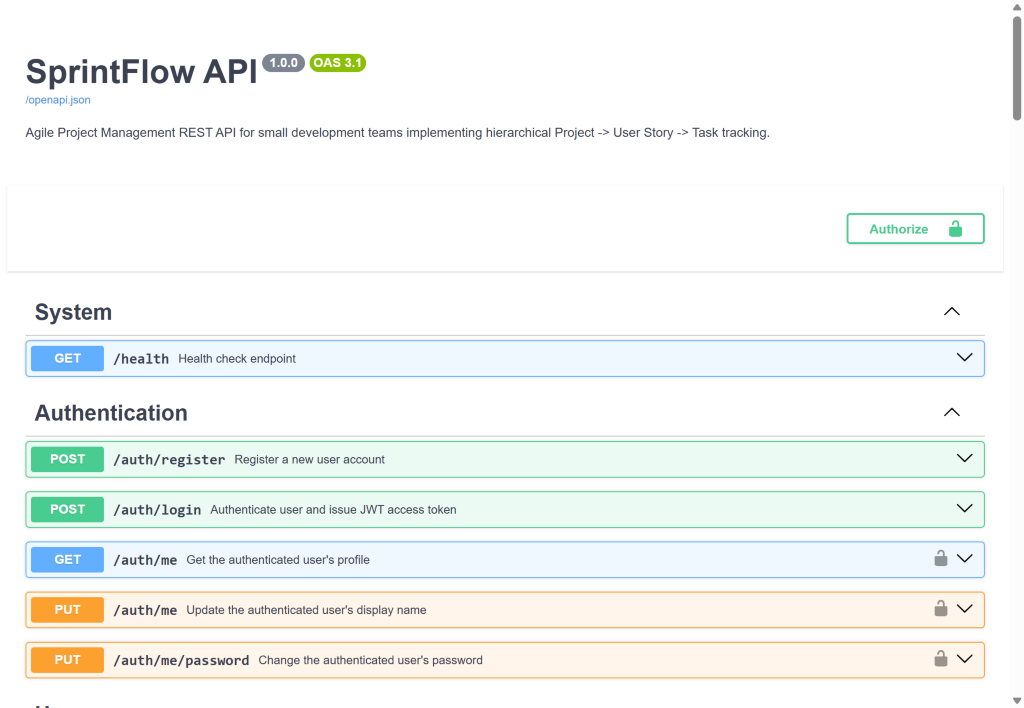 SprintFlow API 1.0.0 OAS 3.1
/openapi.json
Agile Project Management REST API for small development teams implementing hierarchical Project -> User Story -> Task tracking.
Authorize
System
GET /health Health check endpoint
Authentication
POST /auth/register Register a new user account
POST /auth/login Authenticate user and issue JWT access token
GET /auth/me Get the authenticated user's profile
PUT /auth/me Update the authenticated user's display name
PUT /auth/me/password Change the authenticated user's password